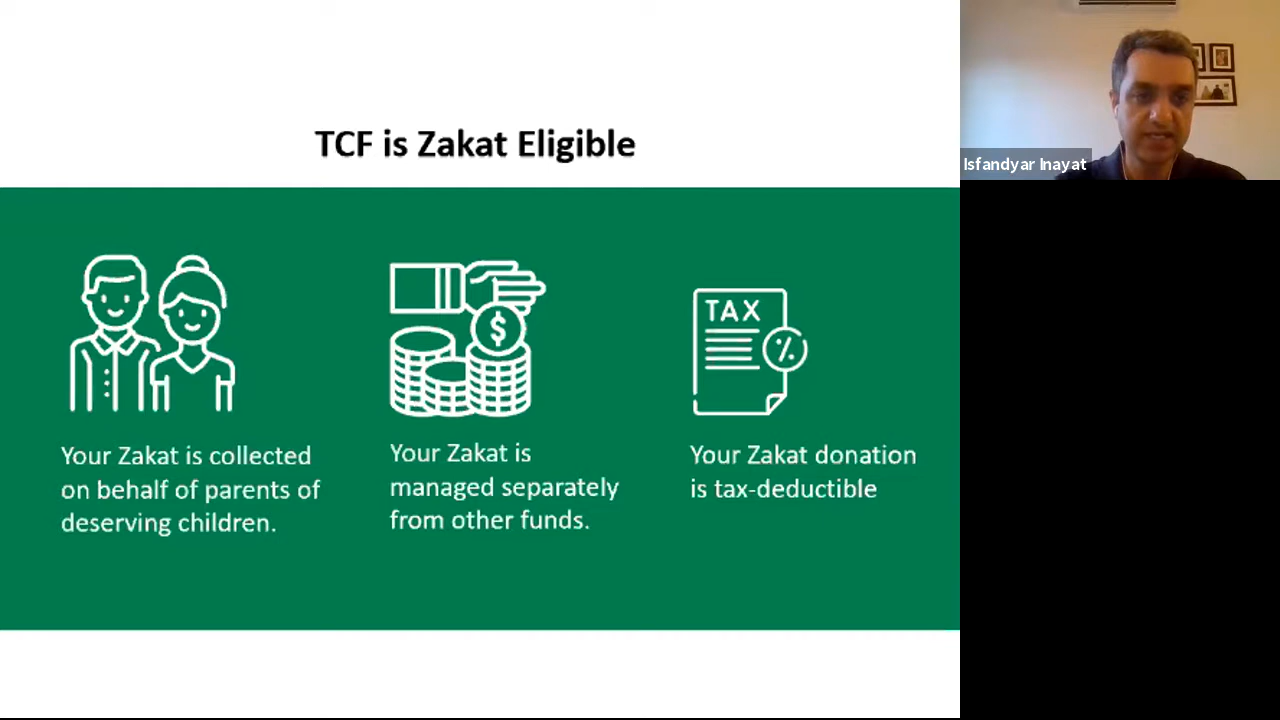 TCF is Zakat Eligible
Isfandyar Inayat
$
TAX
%
Your Zakat is collected
on behalf of parents of
deserving children.
Your Zakat is
managed separately
from other funds.
Your Zakat donation
is tax-deductible